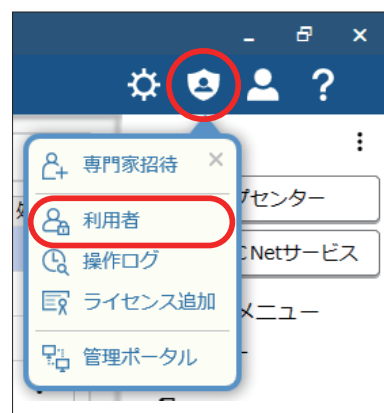 ?
専門家招待 ×
利用者
操作ログ
ライセンス追加
管理ポータル
プセンター
Netサービス
メニュー